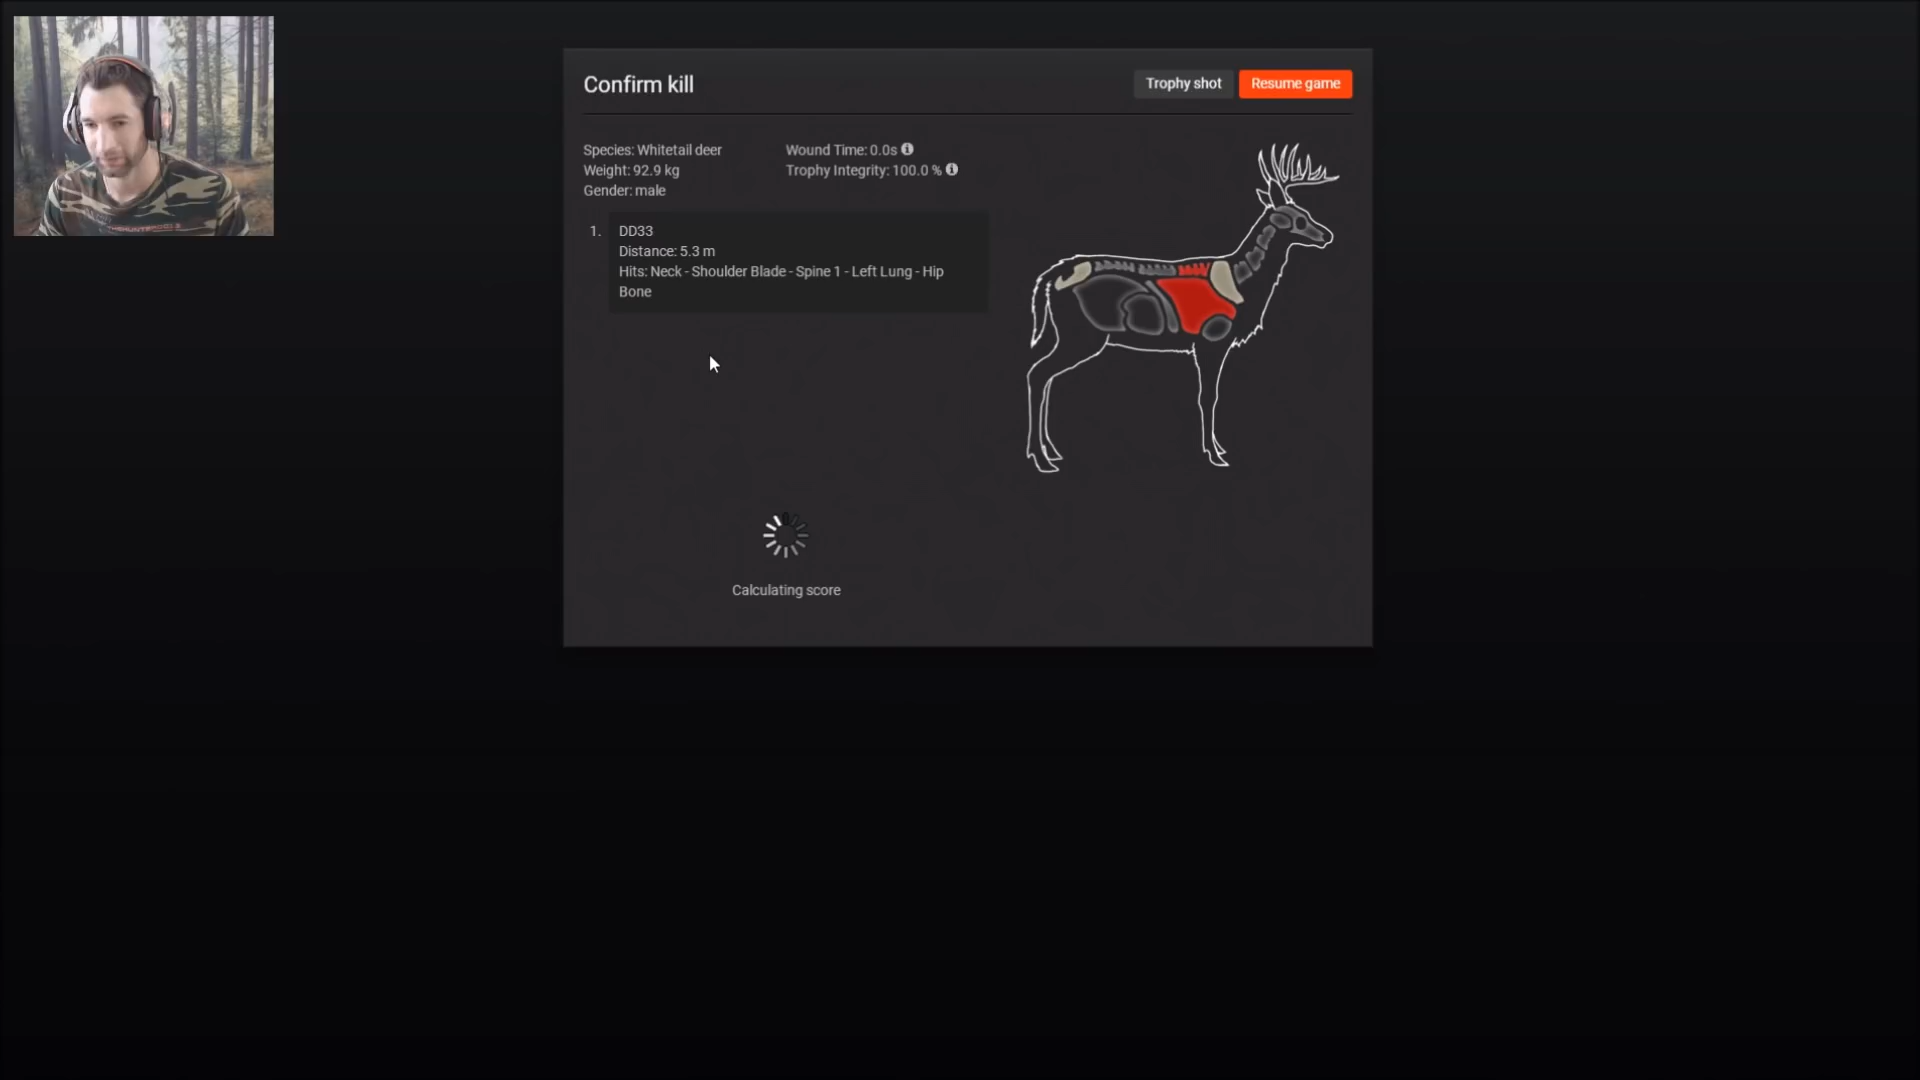 Confirm kill
Trophy shot
Resume game
Species: Whitetail deer
Weight: 92.9 kg
Gender: male
Wound Time: 0.0s
Trophy Integrity: 100.0 %
1.
DD33
Distance: 5.3 m
Hits: Neck - Shoulder Blade - Spine 1 - Left Lung - Hip
Bone
Calculating score